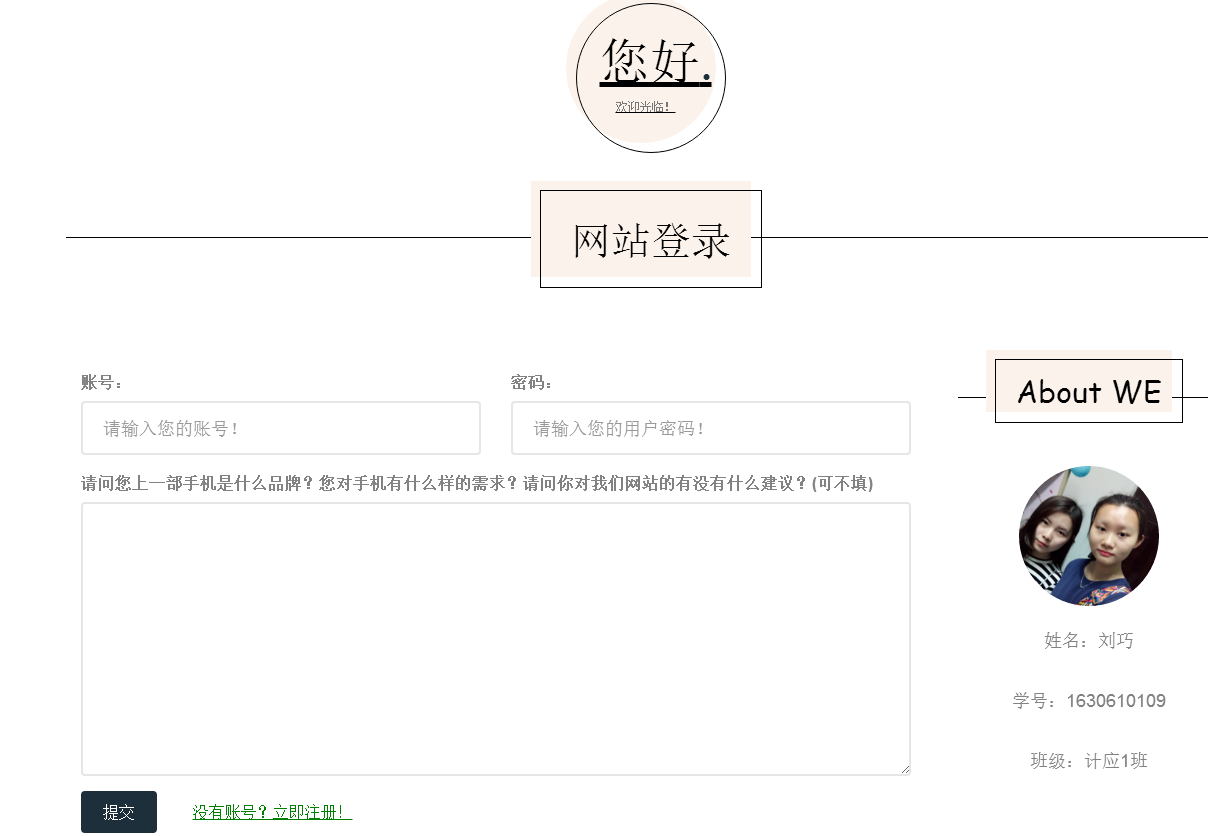 您好.
欢迎光临！
网站登录
账号：
密码：
请输入您的账号！
请输入您的用户密码！
请问您上一部手机是什么品牌？您对手机有什么样的需求？请问你对我们网站的有没有什么建议？(可不填)
提交
没有账号？立即注册！
About WE
姓名：刘巧
学号：1630610109
班级：计应1班